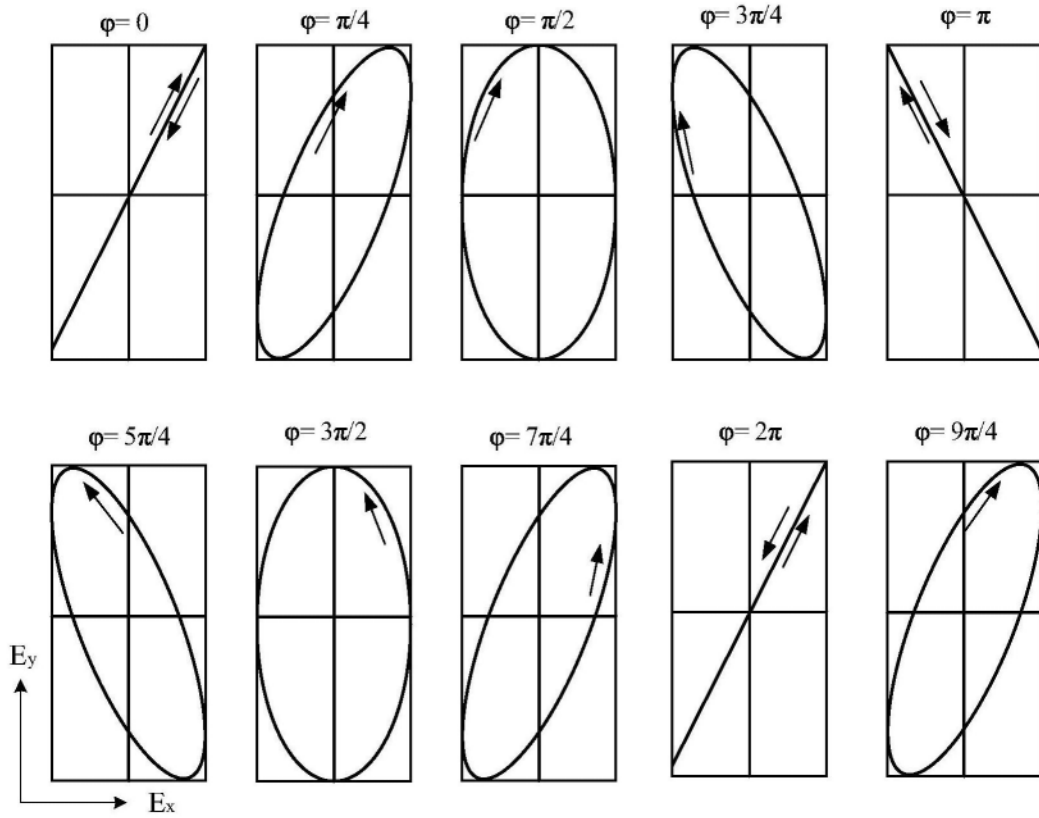 φ= 0
φ= π/4
φ= π/2
φ= 3π/4
φ= π
φ= 5π/4
φ= 3π/2
φ= 7π/4
φ= 2π
φ= 9π/4
Ey
Ex